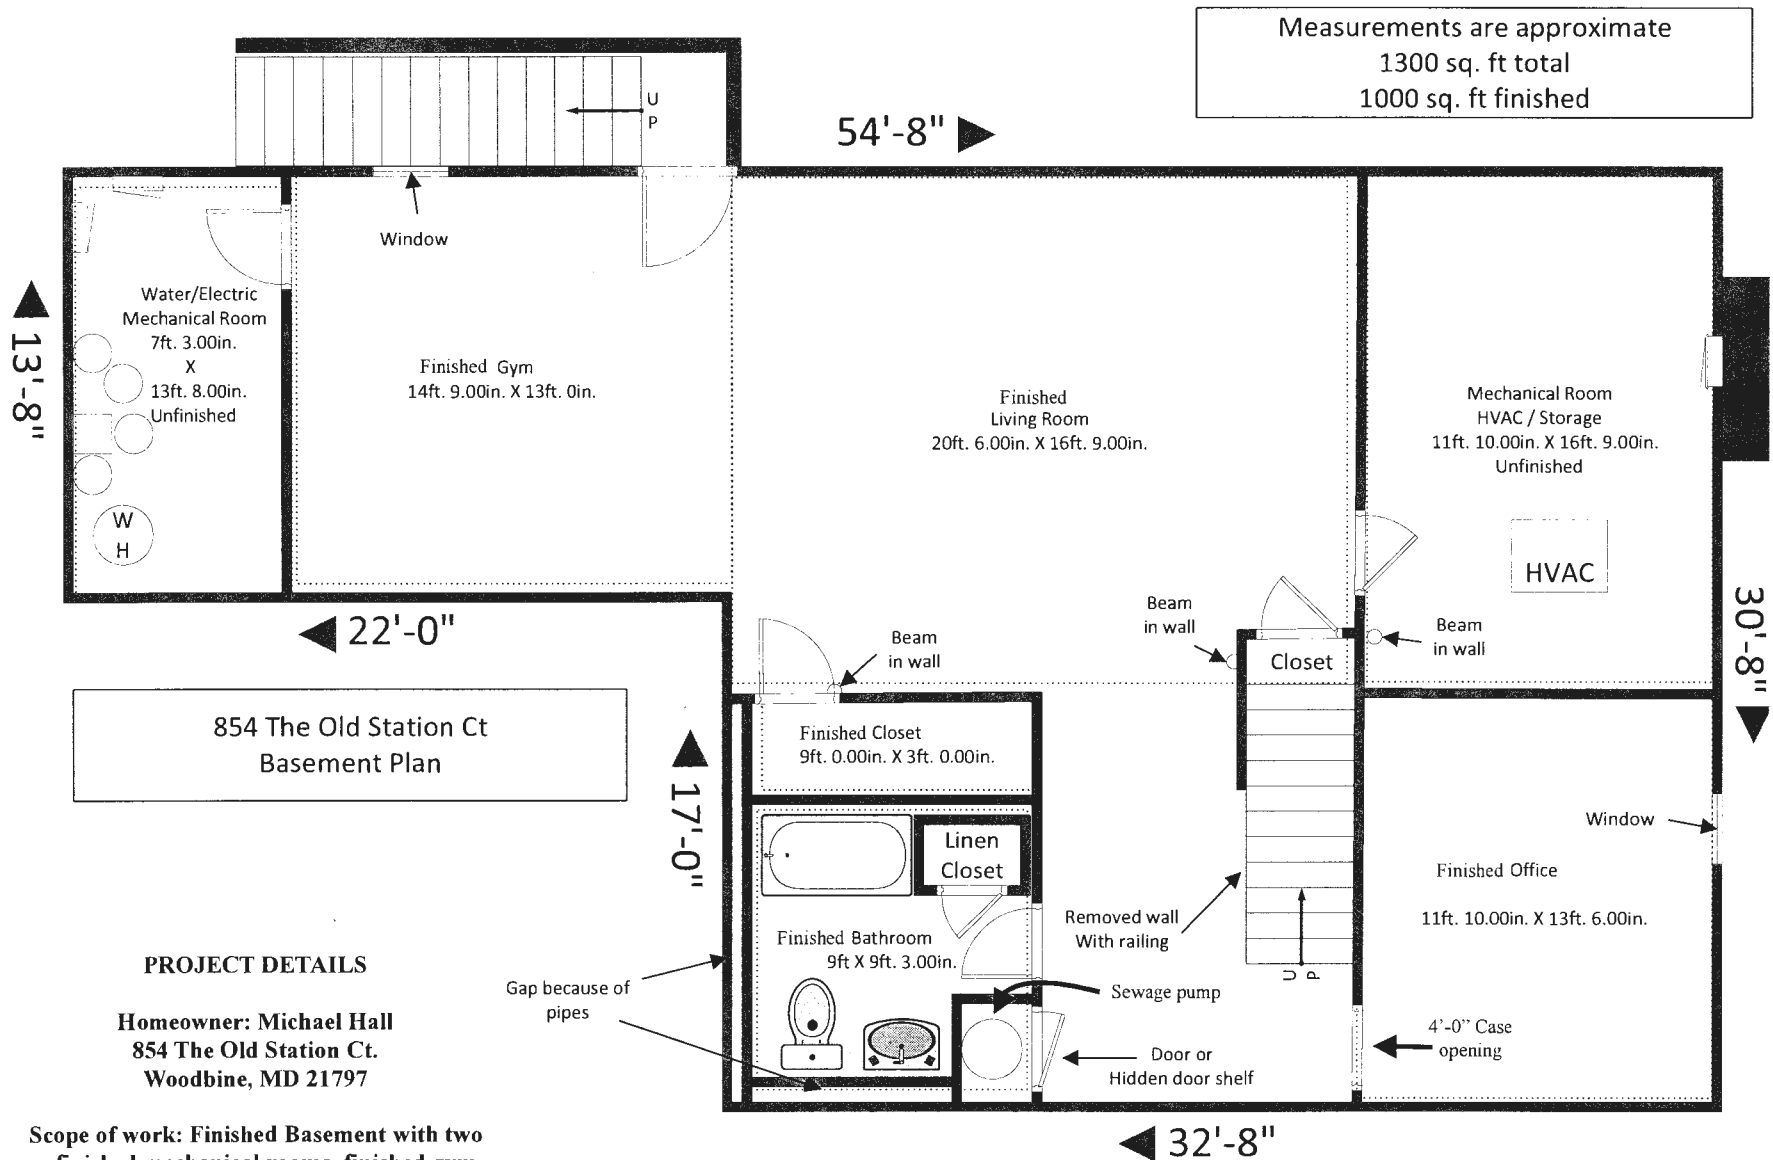 Measurements are approximate
1300 sq. ft total
1000 sq. ft finished
U
P
54'-8"
Window
13'-8"
Water/Electric
Mechanical Room
7ft. 3.00in.
X
13ft. 8.00in.
Unfinished
Finished Gym
14ft. 9.00in. X 13ft. 0in.
Finished
Living Room
20ft. 6.00in. X 16ft. 9.00in.
Mechanical Room
HVAC / Storage
11ft. 10.00in. X 16ft. 9.00in.
Unfinished
W
H
HVAC
22'-0"
Beam
in wall
Beam
in wall
Beam
in wall
30'-8"
Closet
854 The Old Station Ct
Basement Plan
17'-0"
Finished Closet
9ft. 0.00in. X 3ft. 0.00in.
Linen
Closet
Window
Finished Office
11ft. 10.00in. X 13ft. 6.00in.
Removed wall
With railing
Finished Bathroom
9ft X 9ft. 3.00in.
U
P
Gap because of
pipes
Sewage pump
4'-0" Case
opening
Door or
Hidden door shelf
32'-8"
PROJECT DETAILS
Homeowner: Michael Hall
854 The Old Station Ct.
Woodbine, MD 21797
Scope of work: Finished Basement with two